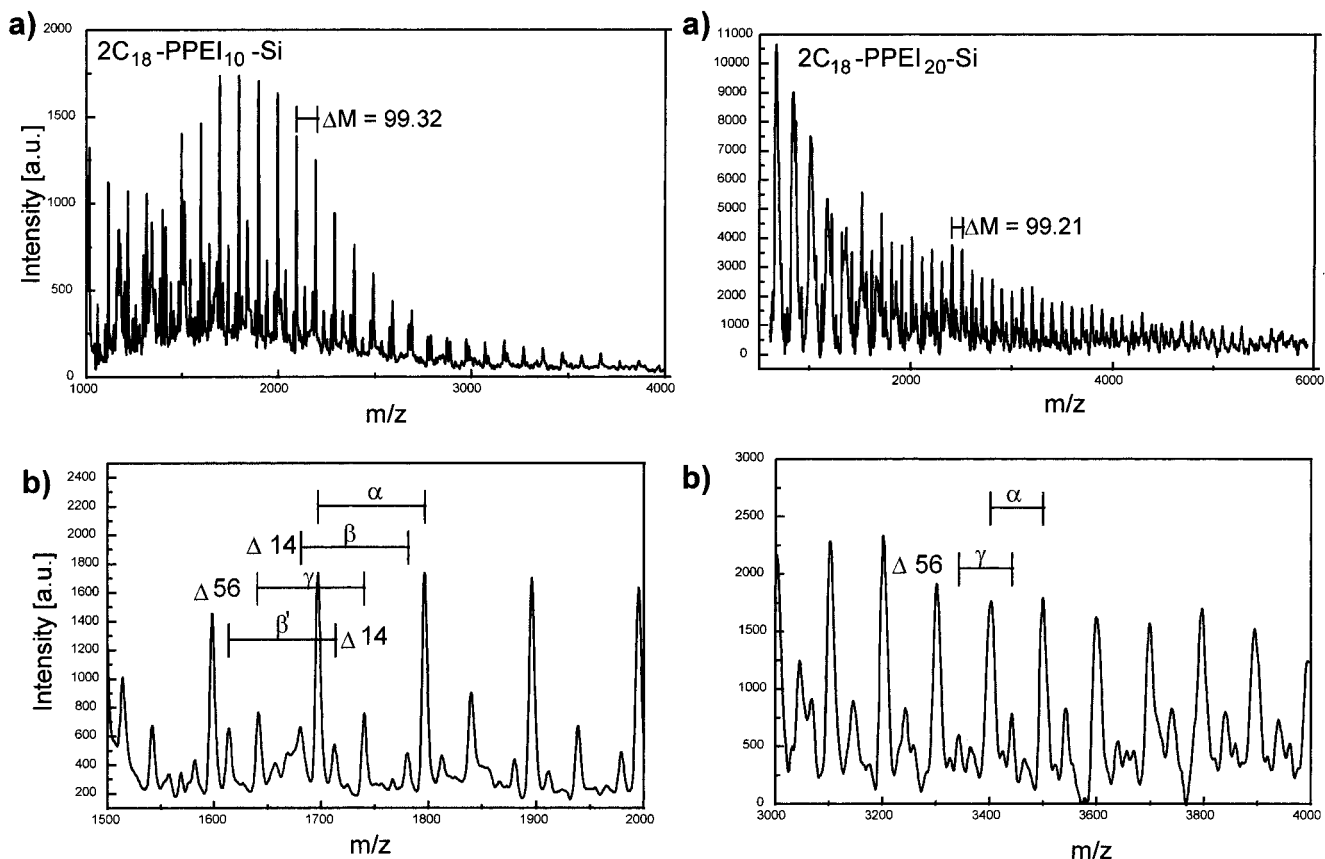 a)
2C18-PPEI10-Si
ΔM = 99.32
Intensity [a.u.]
2000
1500
1000
500
0
1000
2000
3000
4000
m/z
a)
2C18-PPEI20-Si
ΔM = 99.21
11000
10000
9000
8000
7000
6000
5000
4000
3000
2000
1000
0
2000
4000
6000
m/z
b)
α
Δ 14
β
Δ 56
γ
β'
Δ 14
Intensity [a.u.]
2400
2200
2000
1800
1600
1400
1200
1000
800
600
400
200
1500
1600
1700
1800
1900
2000
m/z
b)
α
Δ 56
γ
3000
2500
2000
1500
1000
500
0
3000
3200
3400
3600
3800
4000
m/z